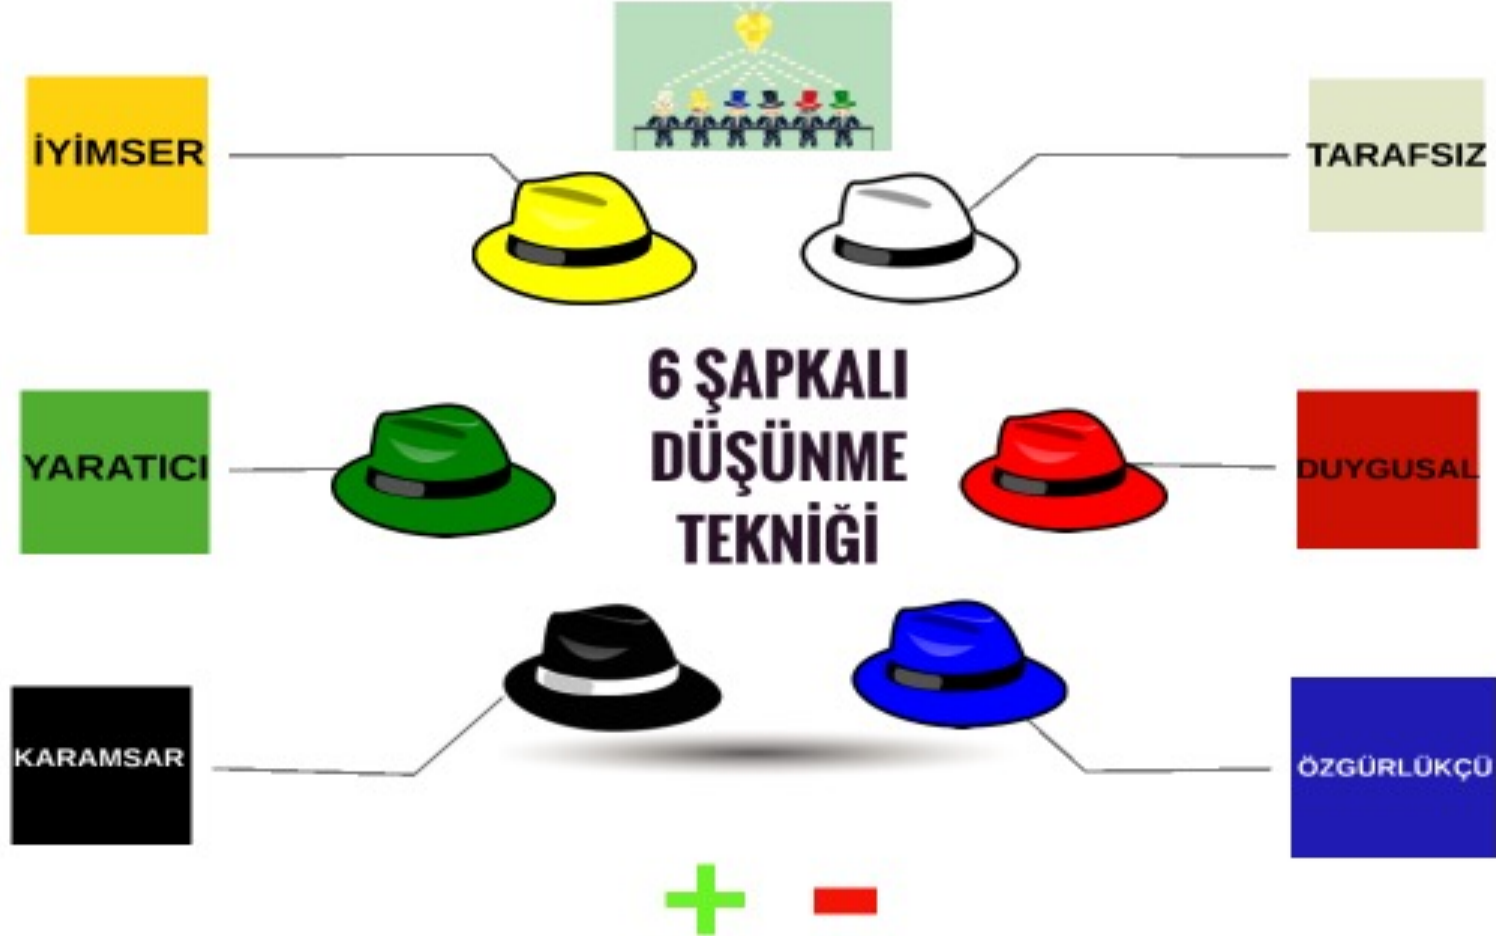 İYİMSER
TARAFSIZ
6 ŞAPKALI
DÜŞÜNME
TEKNİĞİ
YARATICI
DUYGUSAL
KARAMSAR
ÖZGÜRLÜKÇÜ